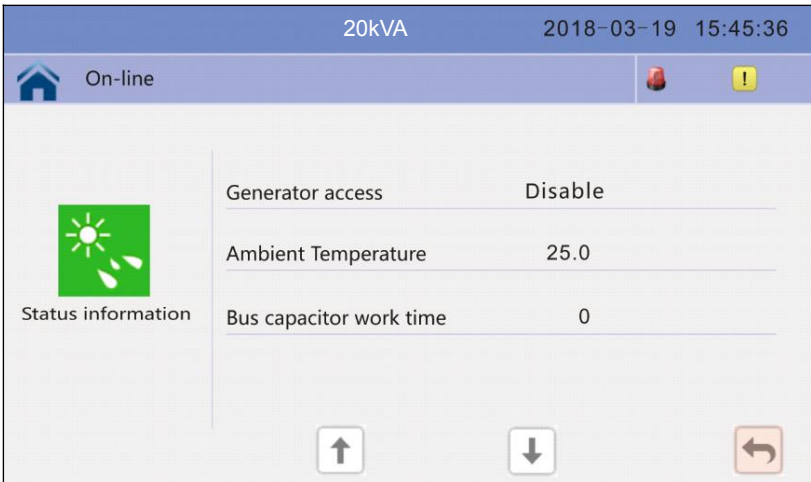 20kVA 2018-03-19 15:45:36
On-line
!
Generator access Disable
Ambient Temperature 25.0
Status information
Bus capacitor work time 0